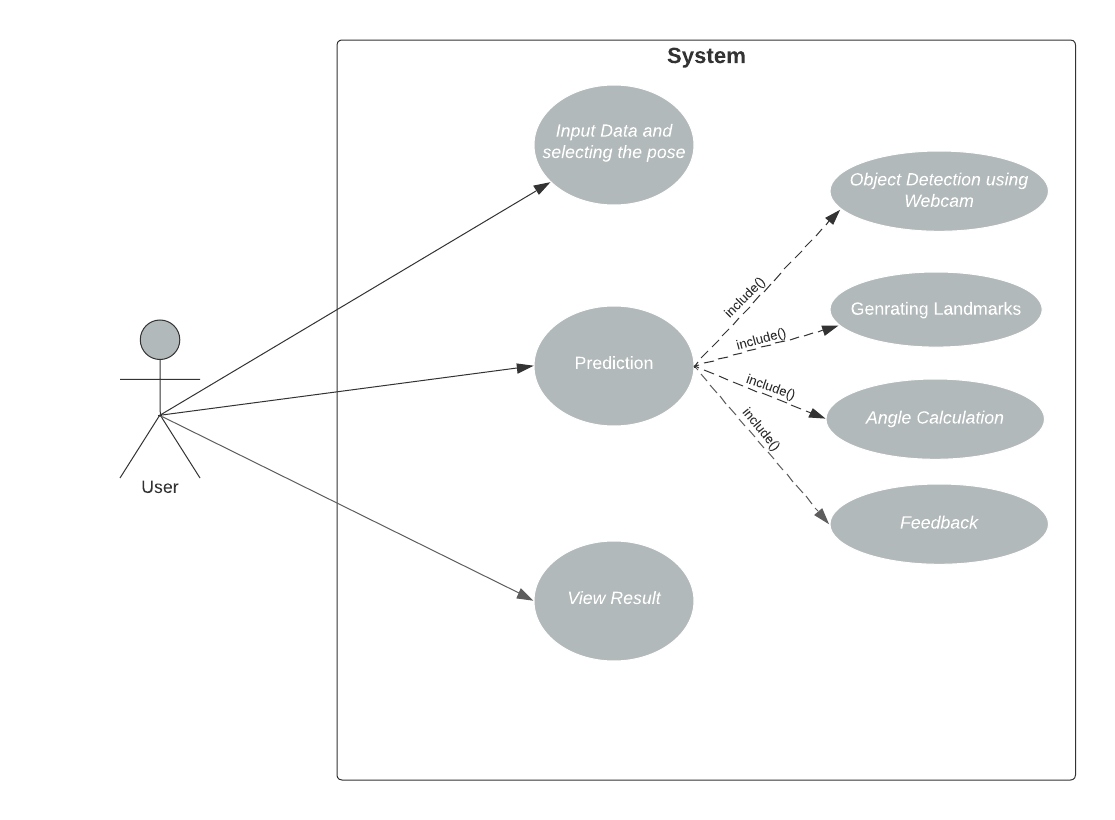 System
Input Data and
selecting the pose
Object Detection using
Webcam
include()
Genrating Landmarks
include()
Prediction
include()
Angle Calculation
include()
User
Feedback
View Result